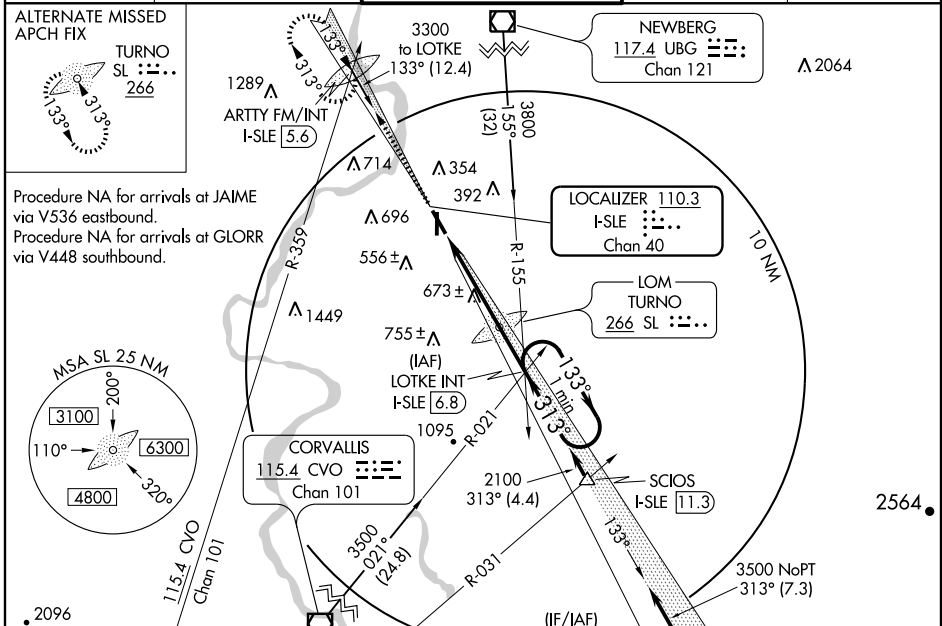 ALTERNATE MISSED
APCH FIX
TURNO
SL
266
133°
313°
Procedure NA for arrivals at JAIME
via V536 eastbound.
Procedure NA for arrivals at GLORR
via V448 southbound.
1289
133°
313°
ARTTY FM/INT
I-SLE 5.6
3300
to LOTKE
133° (12.4)
NEWBERG
117.4 UBG
Chan 121
2064
3800
155°
(32)
714
354
392
696
556 ±
673 ±
755 ±
1449
R-359
R-155
LOCALIZER 110.3
I-SLE
Chan 40
10 NM
LOM
TURNO
266 SL
(IAF)
LOTKE INT
I-SLE 6.8
1095
R-021
133°
1 min
313°
MSA SL 25 NM
200°
3100
110°
6300
4800
320°
CORVALLIS
115.4 CVO
Chan 101
2100
313° (4.4)
SCIOS
I-SLE 11.3
2564
115.4 CVO
Chan 101
3500
021°
(24.8)
R-031
133°
3500 NoPT
313° (7.3)
2096
(IF/IAF)